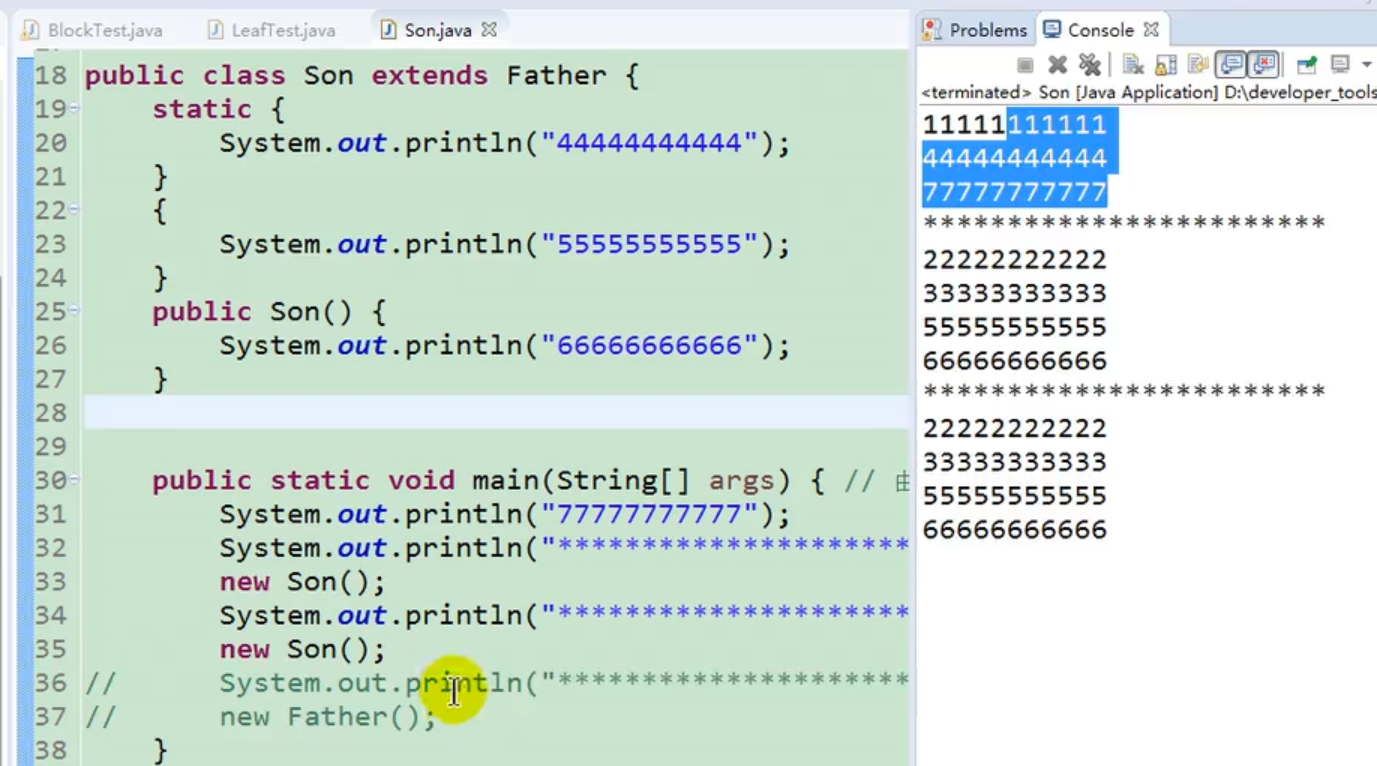 BlockTest.java
LeafTest.java
Son.java
18 public class Son extends Father {
19 static {
20 System.out.println("44444444444");
21 }
22 {
23 System.out.println("55555555555");
24 }
25 public Son() {
26 System.out.println("66666666666");
27 }
28
29
30 public static void main(String[] args) { // 由
31 System.out.println("77777777777");
32 System.out.println("*********************
33 new Son();
34 System.out.println("*********************
35 new Son();
36 // System.out.println("*********************
37 // new Father();
38 }
Problems
Console
<terminated> Son [Java Application] D:\developer_tools
11111111111
44444444444
77777777777
************************
22222222222
33333333333
55555555555
66666666666
************************
22222222222
33333333333
55555555555
66666666666